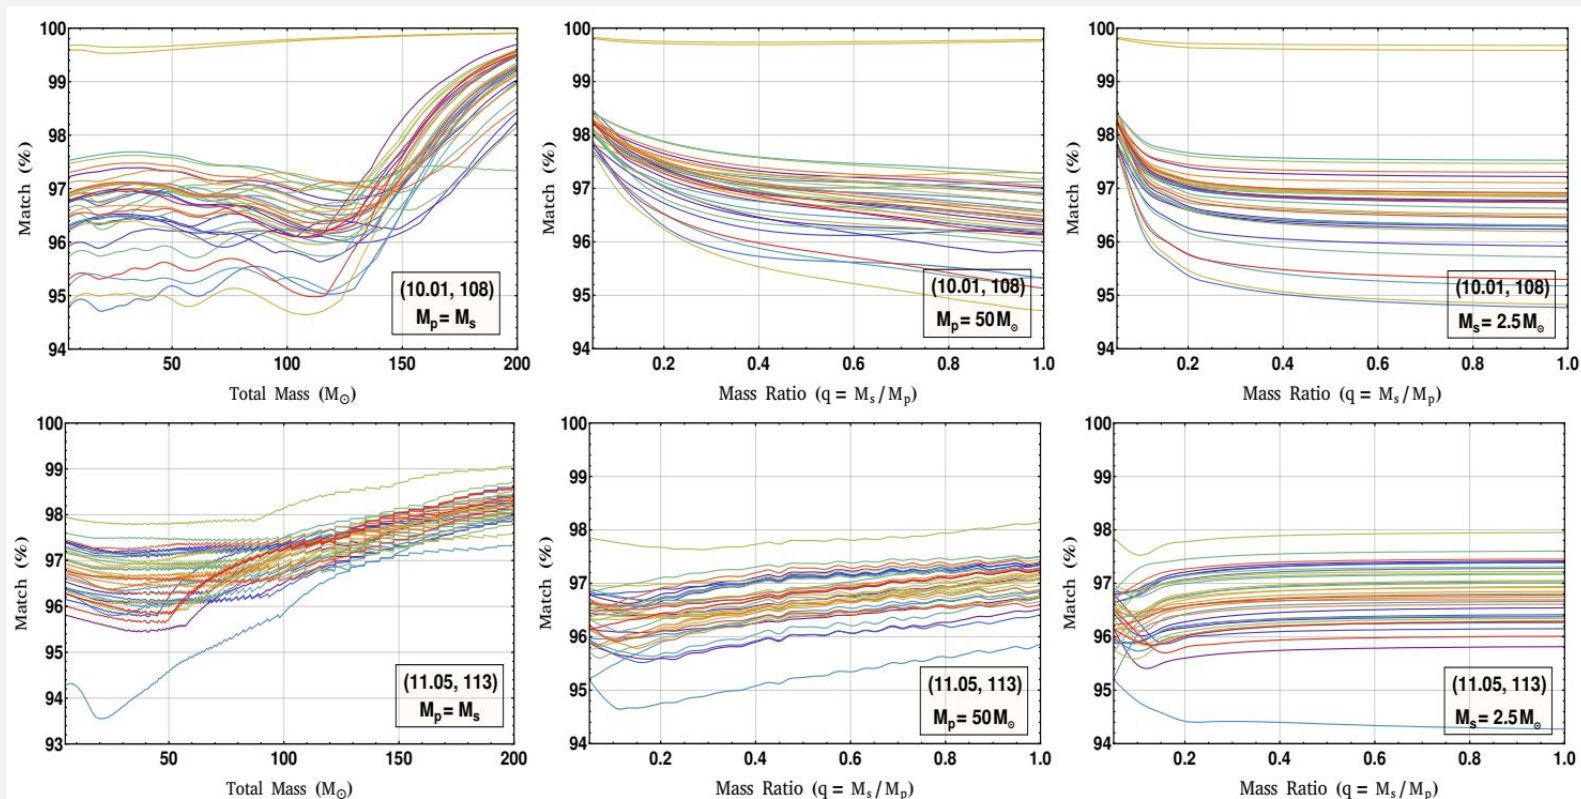 100
99
98
97
96
95
94
50 100 150 200
Match (%)
Total Mass (M⊙)
(10.01, 108)
Mp = Ms
100
99
98
97
96
95
94
0.2 0.4 0.6 0.8 1.0
Match (%)
Mass Ratio (q = Ms/Mp)
(10.01, 108)
Mp = 50 M⊙
100
99
98
97
96
95
94
0.2 0.4 0.6 0.8 1.0
Match (%)
Mass Ratio (q = Ms/Mp)
(10.01, 108)
Ms = 2.5 M⊙
100
99
98
97
96
95
94
93
50 100 150 200
Match (%)
Total Mass (M⊙)
(11.05, 113)
Mp = Ms
100
99
98
97
96
95
94
0.2 0.4 0.6 0.8 1.0
Match (%)
Mass Ratio (q = Ms/Mp)
(11.05, 113)
Mp = 50 M⊙
100
99
98
97
96
95
94
0.2 0.4 0.6 0.8 1.0
Match (%)
Mass Ratio (q = Ms/Mp)
(11.05, 113)
Ms = 2.5 M⊙